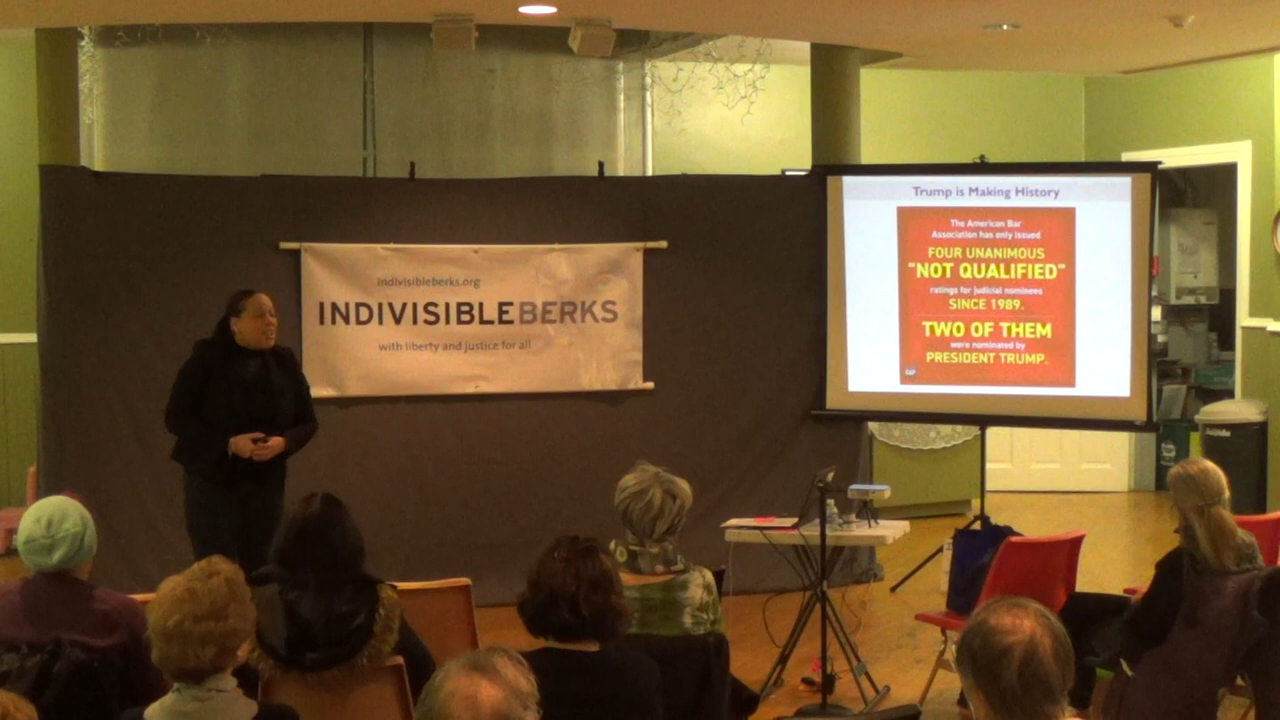 indivisibleberks.org
INDIVISIBLEBERKS
with liberty and justice for all
Trump is Making History
The American Bar
Association has only issued
FOUR UNANIMOUS
"NOT QUALIFIED"
ratings for judicial nominees
SINCE 1989.
TWO OF THEM
were nominated by
PRESIDENT TRUMP.
CAP